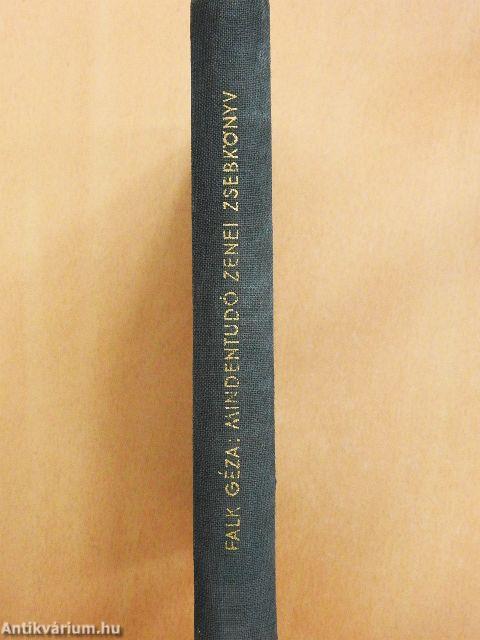 FALK GÉZA: MINDENTUDÓ ZENEI ZSEBKÖNYV
Antikvárium.hu